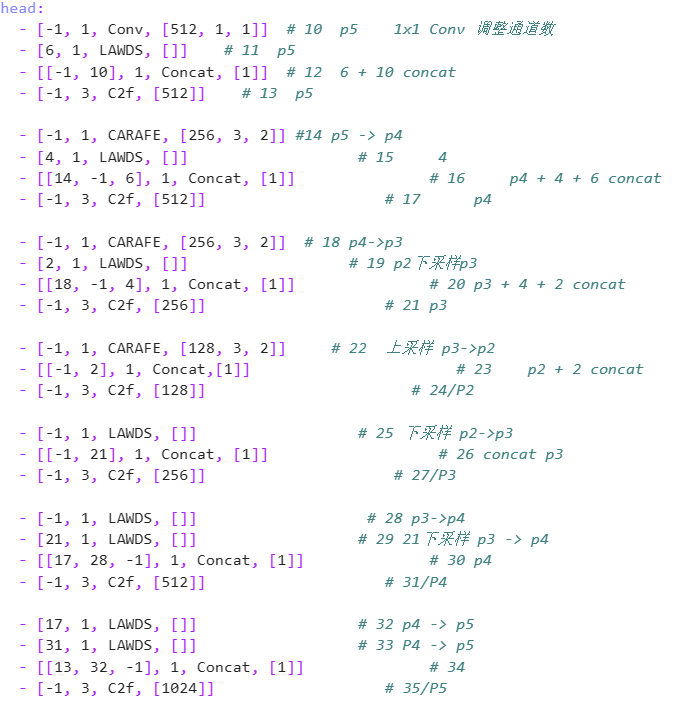 head:
  - [-1, 1, Conv, [512, 1, 1]]  # 10  p5    1x1 Conv 调整通道数
  - [6, 1, LAWDS, []]    # 11  p5
  - [[-1, 10], 1, Concat, [1]]  # 12  6 + 10 concat
  - [-1, 3, C2f, [512]]    # 13  p5
  - [-1, 1, CARAFE, [256, 3, 2]] #14 p5 -> p4
  - [4, 1, LAWDS, []]                   # 15     4
  - [[14, -1, 6], 1, Concat, [1]]               # 16     p4 + 4 + 6 concat
  - [-1, 3, C2f, [512]]                    # 17      p4
  - [-1, 1, CARAFE, [256, 3, 2]]  # 18 p4->p3
  - [2, 1, LAWDS, []]                  # 19 p2下采样p3
  - [[18, -1, 4], 1, Concat, [1]]               # 20 p3 + 4 + 2 concat
  - [-1, 3, C2f, [256]]                    # 21 p3
  - [-1, 1, CARAFE, [128, 3, 2]]     # 22  上采样 p3->p2
  - [[-1, 2], 1, Concat,[1]]                       # 23    p2 + 2 concat
  - [-1, 3, C2f, [128]]                       # 24/P2
  - [-1, 1, LAWDS, []]                  # 25 下采样 p2->p3
  - [[-1, 21], 1, Concat, [1]]                   # 26 concat p3
  - [-1, 3, C2f, [256]]                     # 27/P3
  - [-1, 1, LAWDS, []]                   # 28 p3->p4
  - [21, 1, LAWDS, []]                  # 29 21下采样 p3 -> p4
  - [[17, 28, -1], 1, Concat, [1]]              # 30 p4
  - [-1, 3, C2f, [512]]                    # 31/P4
  - [17, 1, LAWDS, []]                  # 32 p4 -> p5
  - [31, 1, LAWDS, []]                  # 33 P4 -> p5
  - [[13, 32, -1], 1, Concat, [1]]              # 34
  - [-1, 3, C2f, [1024]]                   # 35/P5